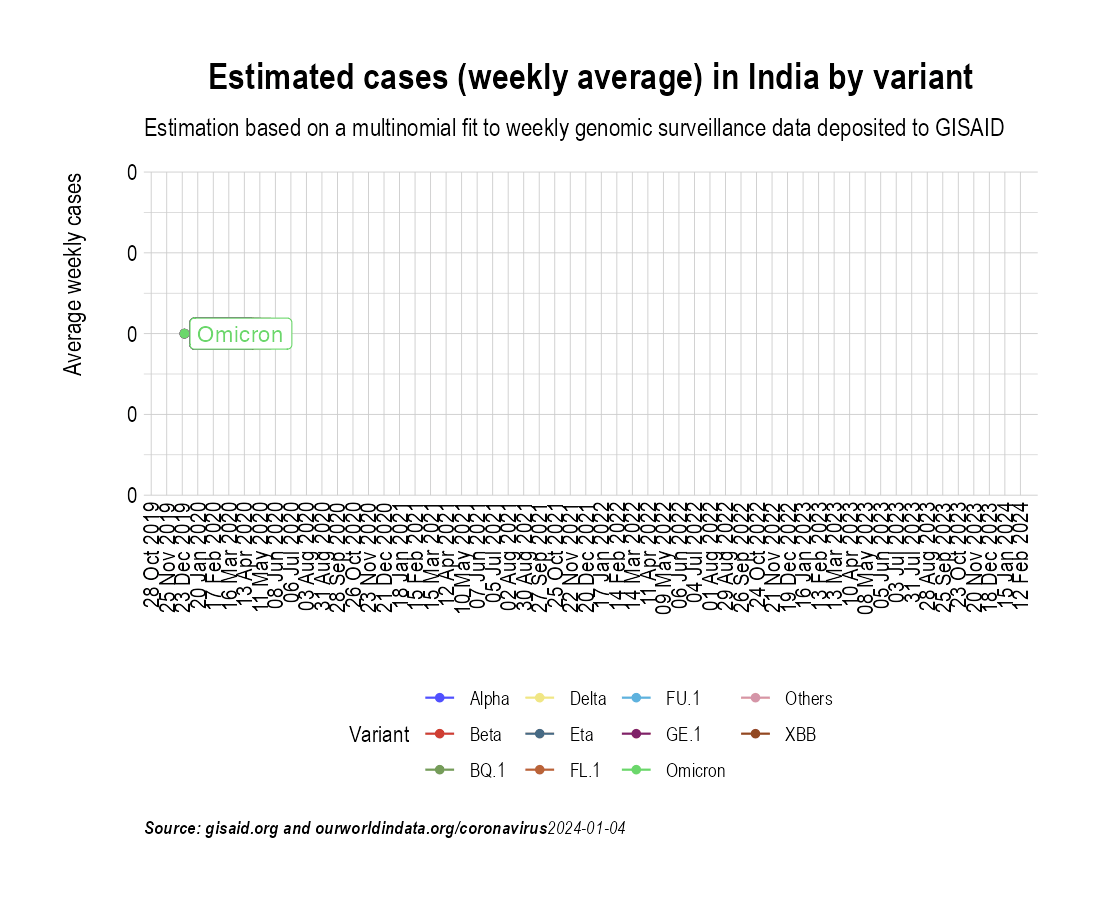 Estimated cases (weekly average) in India by variant
Estimation based on a multinomial fit to weekly genomic surveillance data deposited to GISAID
Average weekly cases
0
0
0
0
0
Omicron
28 Oct 2019
25 Nov 2019
23 Dec 2019
20 Jan 2020
17 Feb 2020
16 Mar 2020
13 Apr 2020
11 May 2020
08 Jun 2020
06 Jul 2020
03 Aug 2020
31 Aug 2020
28 Sep 2020
26 Oct 2020
23 Nov 2020
21 Dec 2020
18 Jan 2021
15 Feb 2021
15 Mar 2021
12 Apr 2021
10 May 2021
07 Jun 2021
05 Jul 2021
02 Aug 2021
30 Aug 2021
27 Sep 2021
25 Oct 2021
22 Nov 2021
20 Dec 2021
17 Jan 2022
14 Feb 2022
14 Mar 2022
11 Apr 2022
09 May 2022
06 Jun 2022
04 Jul 2022
01 Aug 2022
29 Aug 2022
26 Sep 2022
24 Oct 2022
21 Nov 2022
19 Dec 2022
16 Jan 2023
13 Feb 2023
13 Mar 2023
10 Apr 2023
08 May 2023
05 Jun 2023
03 Jul 2023
31 Jul 2023
28 Aug 2023
25 Sep 2023
23 Oct 2023
20 Nov 2023
18 Dec 2023
15 Jan 2024
12 Feb 2024
Variant
Alpha
Beta
BQ.1
Delta
Eta
FL.1
FU.1
GE.1
Omicron
Others
XBB
Source: gisaid.org and ourworldindata.org/coronavirus2024-01-04